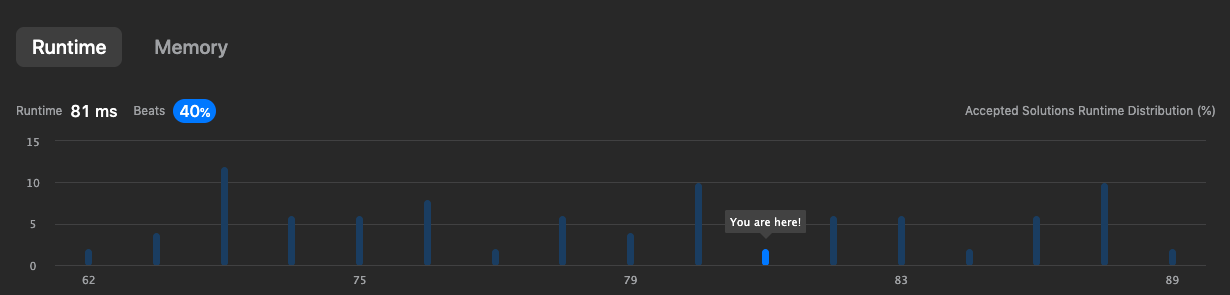 Runtime Memory
Runtime 81 ms Beats 40% Accepted Solutions Runtime Distribution (%)
15
10
5
You are here!
0
62 75 79 83 89